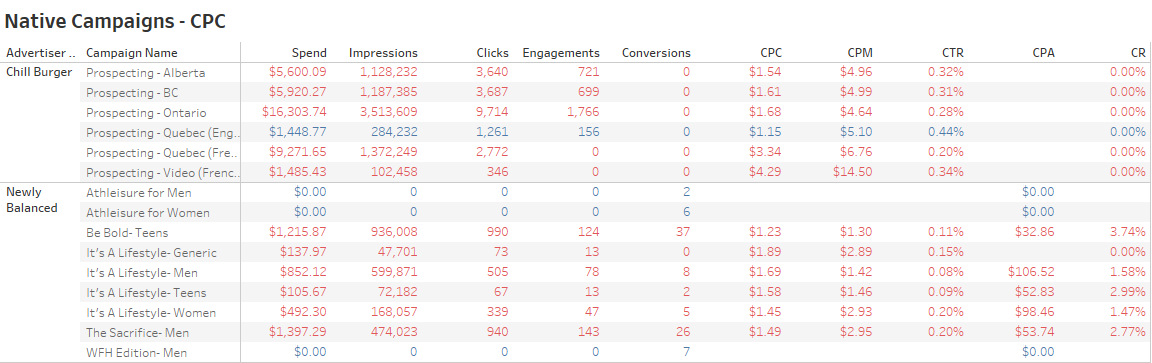 Native Campaigns - CPC
Advertiser .. Campaign Name Spend Impressions Clicks Engagements Conversions CPC CPM CTR CPA CR
Chill Burger Prospecting - Alberta $5,600.09 1,128,232 3,640 721 0 $1.54 $4.96 0.32% 0.00%
Prospecting - BC $5,920.27 1,187,385 3,687 699 0 $1.61 $4.99 0.31% 0.00%
Prospecting - Ontario $16,303.74 3,513,609 9,714 1,766 0 $1.68 $4.64 0.28% 0.00%
Prospecting - Quebec (Eng.. $1,448.77 284,232 1,261 156 0 $1.15 $5.10 0.44% 0.00%
Prospecting - Quebec (Fre.. $9,271.65 1,372,249 2,772 0 0 $3.34 $6.76 0.20% 0.00%
Prospecting - Video (Frenc.. $1,485.43 102,458 346 0 0 $4.29 $14.50 0.34% 0.00%
Newly Athleisure for Men $0.00 0 0 0 2 $0.00
Balanced Athleisure for Women $0.00 0 0 0 6 $0.00
Be Bold- Teens $1,215.87 936,008 990 124 37 $1.23 $1.30 0.11% $32.86 3.74%
It's A Lifestyle- Generic $137.97 47,701 73 13 0 $1.89 $2.89 0.15% 0.00%
It's A Lifestyle- Men $852.12 599,871 505 78 8 $1.69 $1.42 0.08% $106.52 1.58%
It's A Lifestyle- Teens $105.67 72,182 67 13 2 $1.58 $1.46 0.09% $52.83 2.99%
It's A Lifestyle- Women $492.30 168,057 339 47 5 $1.45 $2.93 0.20% $98.46 1.47%
The Sacrifice- Men $1,397.29 474,023 940 143 26 $1.49 $2.95 0.20% $53.74 2.77%
WFH Edition- Men $0.00 0 0 0 7 $0.00